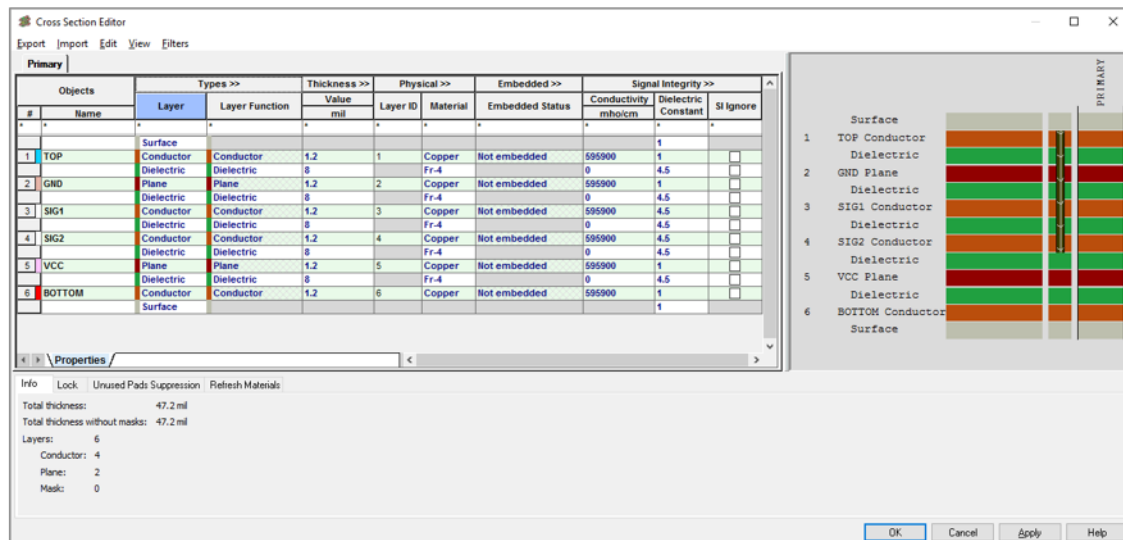 Cross Section Editor
Export Import Edit View Filters
Primary
Objects Types >> Thickness >> Physical >> Embedded >> Signal Integrity >>
# Name Layer Layer Function Value mil Layer ID Material Embedded Status Conductivity mho/cm Dielectric Constant SI Ignore
* * * * * * * * * * *
Surface 1
1 TOP Conductor Conductor 1.2 1 Copper Not embedded 595900 1
Dielectric Dielectric 8 Fr-4 0 4.5
2 GND Plane Plane 1.2 2 Copper Not embedded 595900 1
Dielectric Dielectric 8 Fr-4 0 4.5
3 SIG1 Conductor Conductor 1.2 3 Copper Not embedded 595900 1
Dielectric Dielectric 8 Fr-4 0 4.5
4 SIG2 Conductor Conductor 1.2 4 Copper Not embedded 595900 1
Dielectric Dielectric 8 Fr-4 0 4.5
5 VCC Plane Plane 1.2 5 Copper Not embedded 595900 1
Dielectric Dielectric 8 Fr-4 0 4.5
6 BOTTOM Conductor Conductor 1.2 6 Copper Not embedded 595900 1
Surface 1
Properties
PRIMARY
Surface
1 TOP Conductor
Dielectric
2 GND Plane
Dielectric
3 SIG1 Conductor
Dielectric
4 SIG2 Conductor
Dielectric
5 VCC Plane
Dielectric
6 BOTTOM Conductor
Surface
Info Lock Unused Pads Suppression Refresh Materials
Total thickness: 47.2 mil
Total thickness without masks: 47.2 mil
Layers: 6
Conductor: 4
Plane: 2
Mask: 0
OK Cancel Apply Help